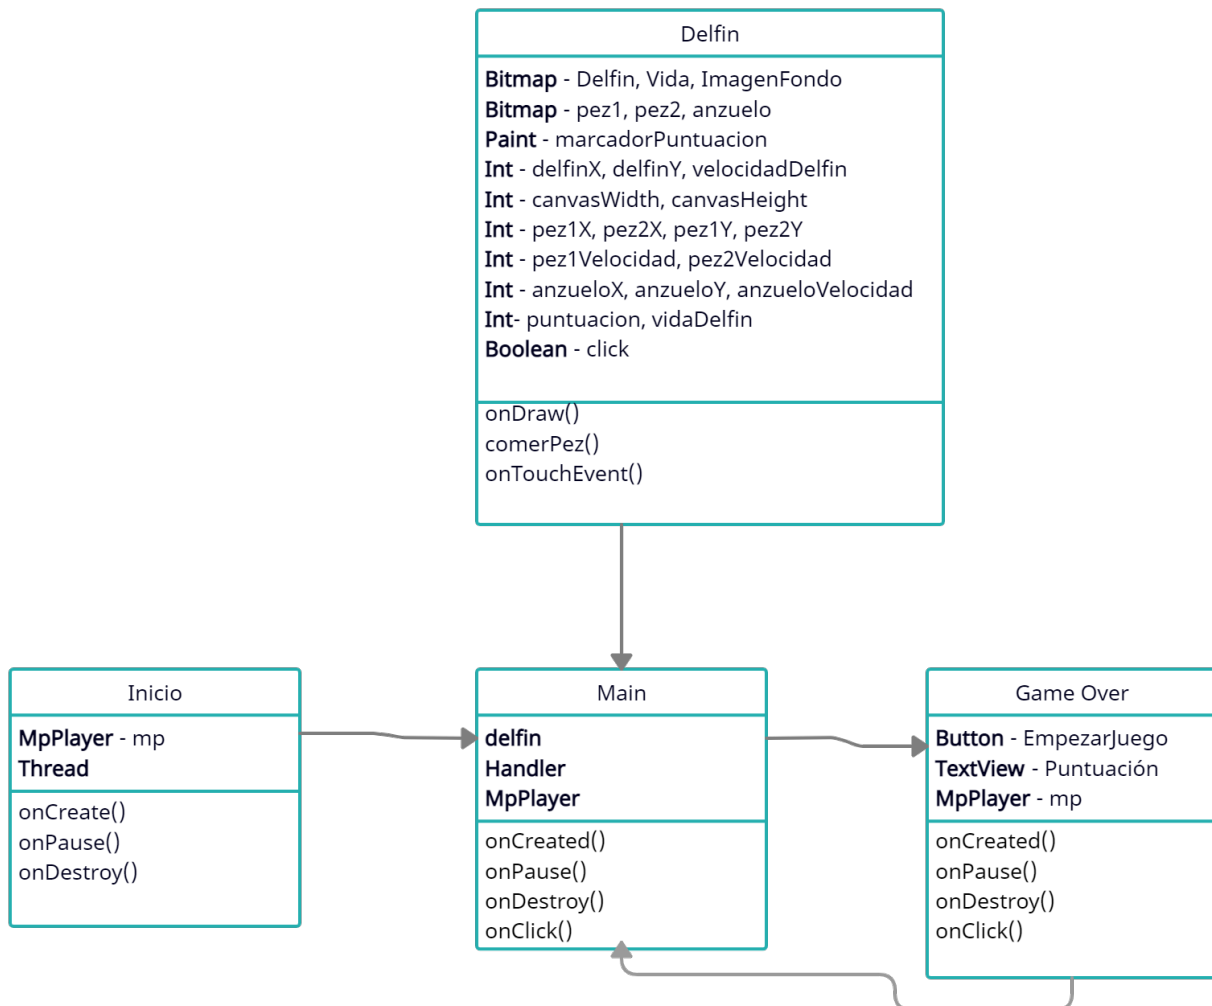 Delfin
Bitmap - Delfin, Vida, ImagenFondo
Bitmap - pez1, pez2, anzuelo
Paint - marcadorPuntuacion
Int - delfinX, delfinY, velocidadDelfin
Int - canvasWidth, canvasHeight
Int - pez1X, pez2X, pez1Y, pez2Y
Int - pez1Velocidad, pez2Velocidad
Int - anzueloX, anzueloY, anzueloVelocidad
Int- puntuacion, vidaDelfin
Boolean - click
onDraw()
comerPez()
onTouchEvent()
Inicio
MpPlayer - mp
Thread
onCreate()
onPause()
onDestroy()
Main
delfin
Handler
MpPlayer
onCreated()
onPause()
onDestroy()
onClick()
Game Over
Button - EmpezarJuego
TextView - Puntuación
MpPlayer - mp
onCreated()
onPause()
onDestroy()
onClick()